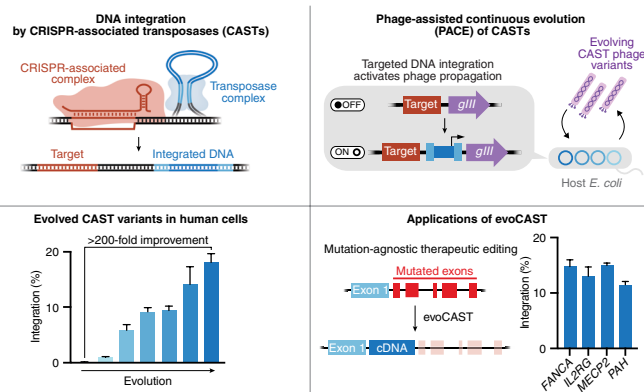 DNA integration
by CRISPR-associated transposases (CASTs)
CRISPR-associated
complex
Transposase
complex
Target
Integrated DNA
Phage-assisted continuous evolution
(PACE) of CASTs
Targeted DNA integration
activates phage propagation
Evolving
CAST phage
variants
OFF
Target
gIII
ON
Target
gIII
Host E. coli
Evolved CAST variants in human cells
>200-fold improvement
Integration (%)
20
10
0
Evolution
Applications of evoCAST
Mutation-agnostic therapeutic editing
Mutated exons
Exon 1
evoCAST
Exon 1
cDNA
Integration (%)
20
10
0
FANCA
IL2RG
MECP2
PAH